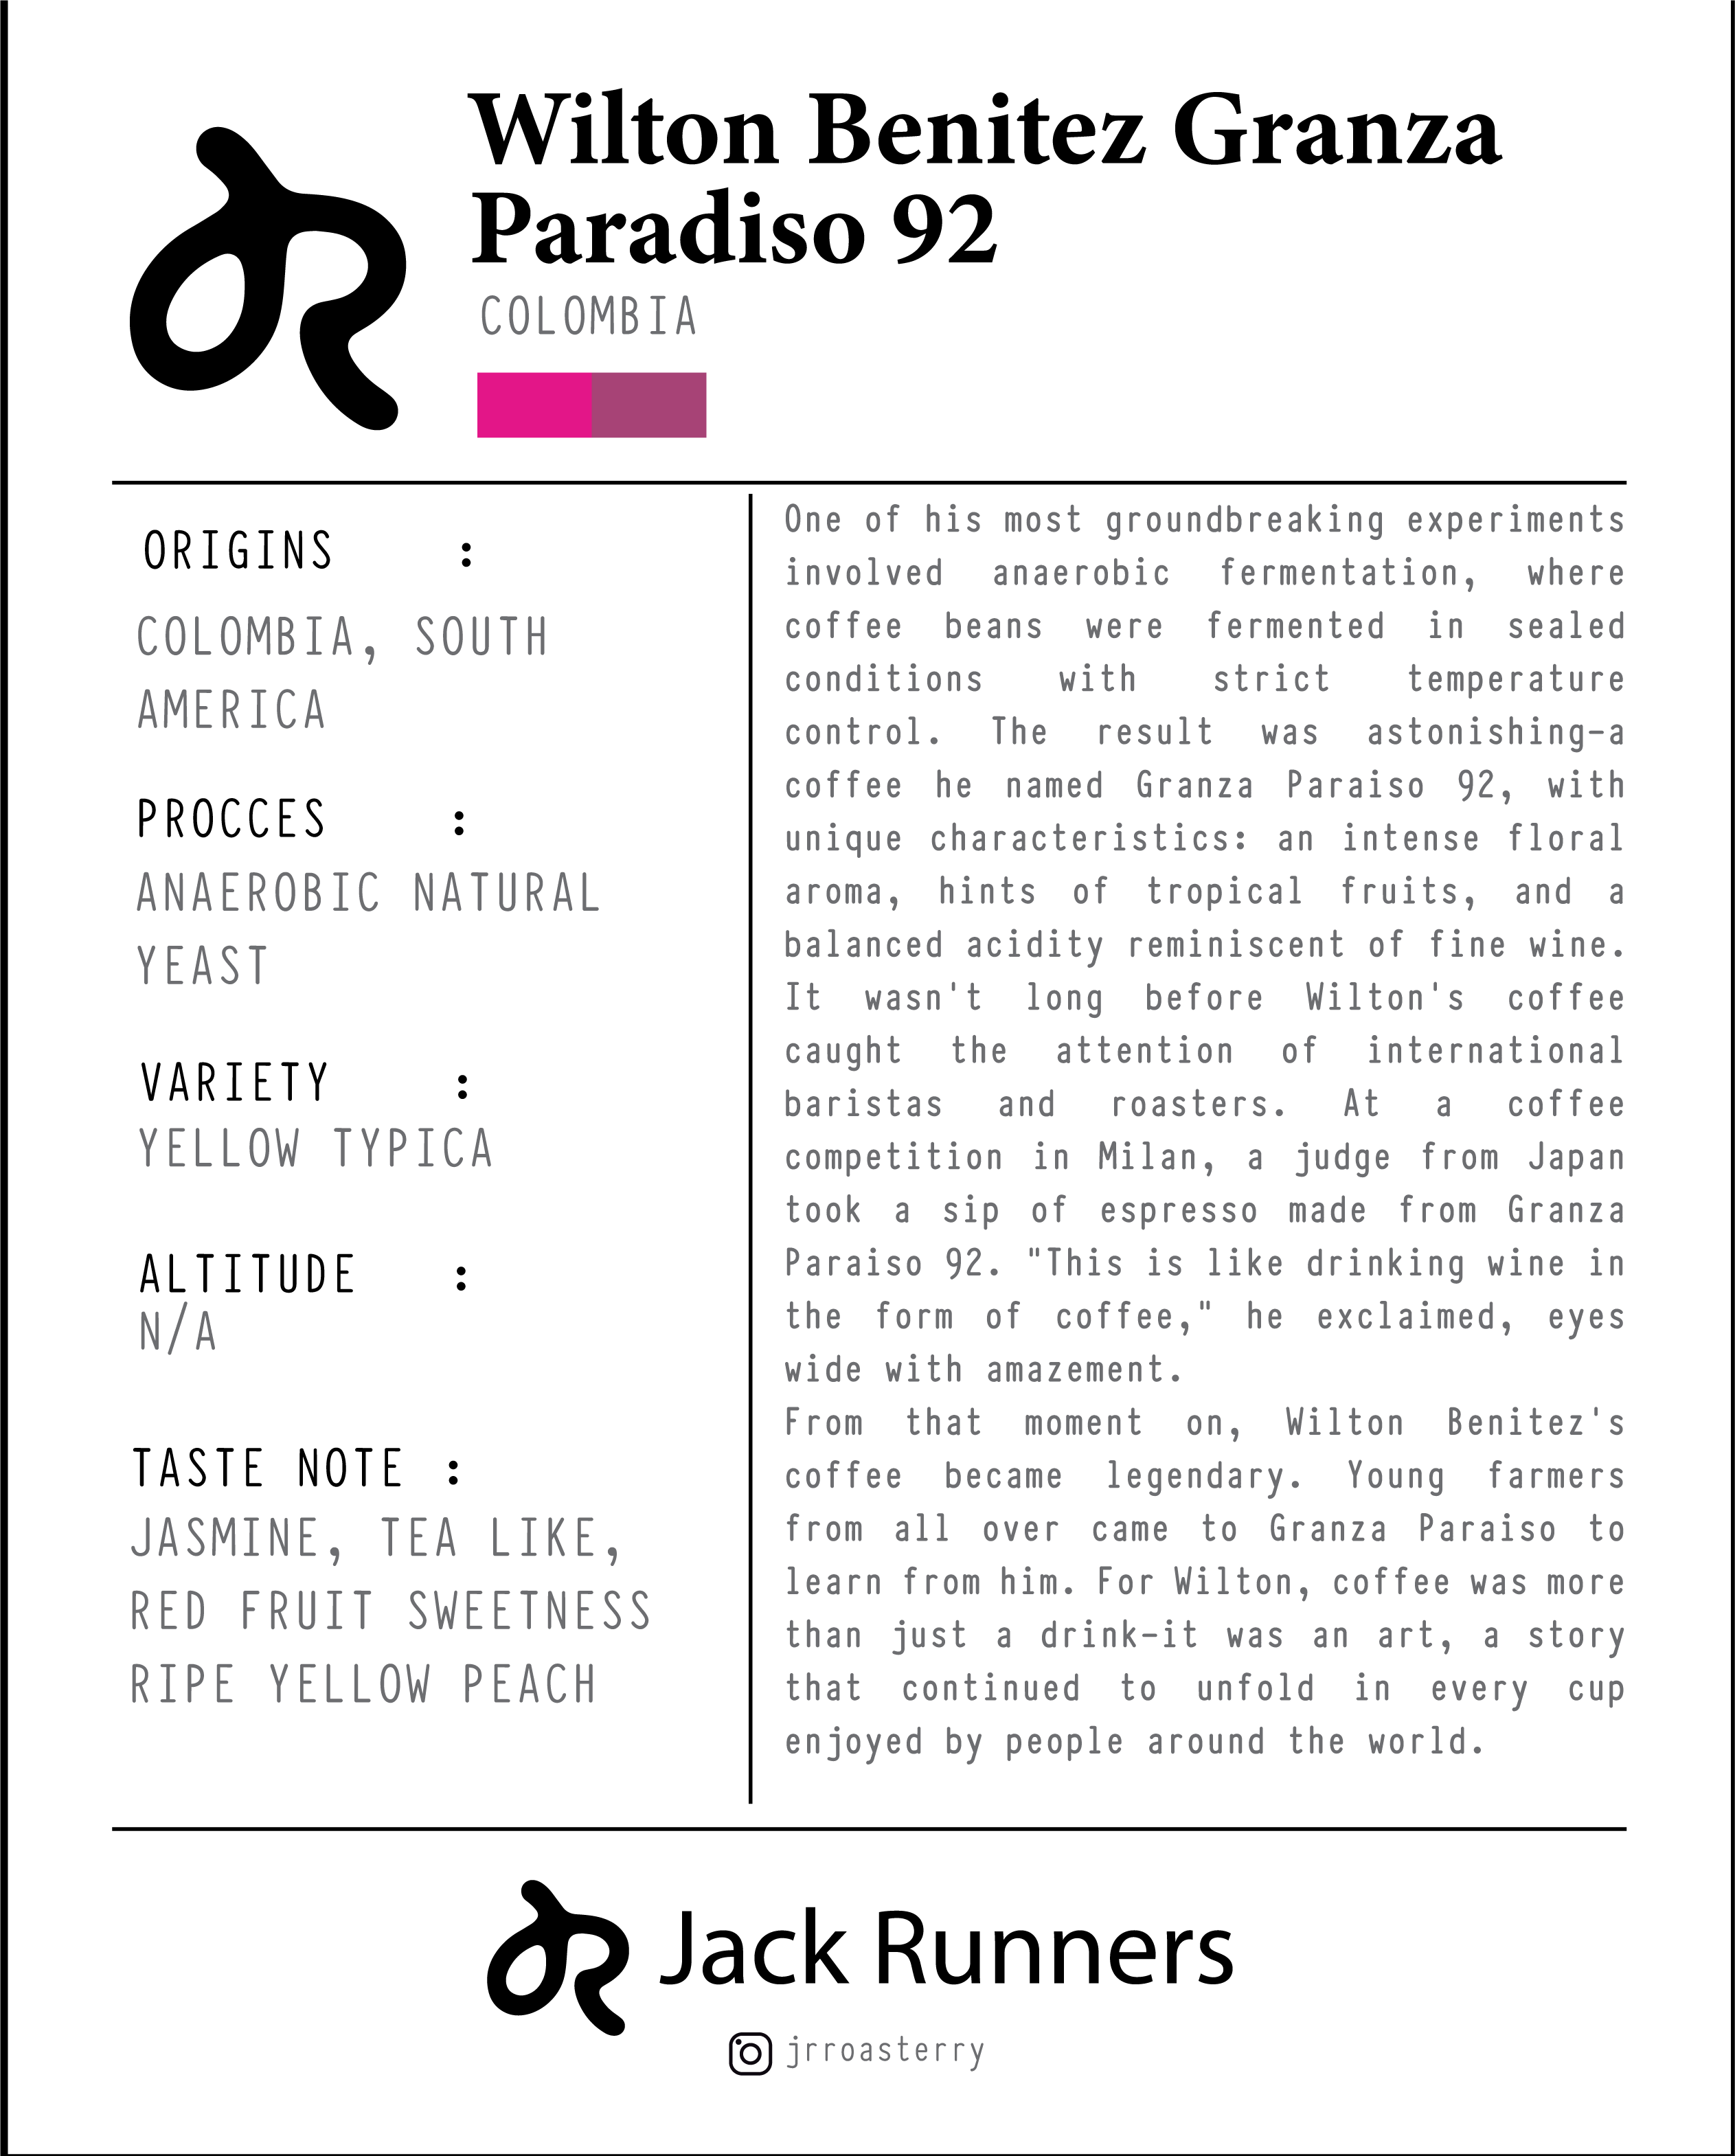 Wilton Benitez Granza
Paradiso 92
COLOMBIA
ORIGINS :
COLOMBIA, SOUTH
AMERICA
PROCCES :
ANAEROBIC NATURAL
YEAST
VARIETY :
YELLOW TYPICA
ALTITUDE :
N/A
TASTE NOTE :
JASMINE, TEA LIKE,
RED FRUIT SWEETNESS
RIPE YELLOW PEACH
One of his most groundbreaking experiments
involved anaerobic fermentation, where
coffee beans were fermented in sealed
conditions with strict temperature
control. The result was astonishing—a
coffee he named Granza Paraiso 92, with
unique characteristics: an intense floral
aroma, hints of tropical fruits, and a
balanced acidity reminiscent of fine wine.
It wasn't long before Wilton's coffee
caught the attention of international
baristas and roasters. At a coffee
competition in Milan, a judge from Japan
took a sip of espresso made from Granza
Paraiso 92. "This is like drinking wine in
the form of coffee," he exclaimed, eyes
wide with amazement.
From that moment on, Wilton Benitez's
coffee became legendary. Young farmers
from all over came to Granza Paraiso to
learn from him. For Wilton, coffee was more
than just a drink—it was an art, a story
that continued to unfold in every cup
enjoyed by people around the world.
Jack Runners
jrroasterry